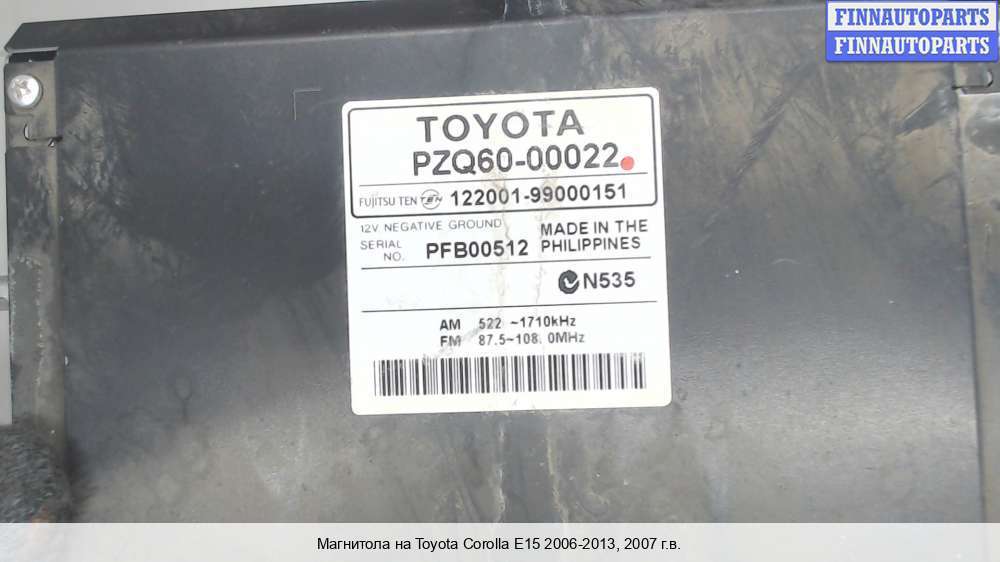 FINNAUTOPARTS
FINNAUTOPARTS
TOYOTA
PZQ60-00022
FUJITSU TEN TEN 122001-99000151
12V NEGATIVE GROUND
SERIAL NO. PFB00512
MADE IN THE PHILIPPINES
N535
AM 522 ~1710kHz
FM 87.5~108.0MHz
Магнитола на Toyota Corolla E15 2006-2013, 2007 г.в.